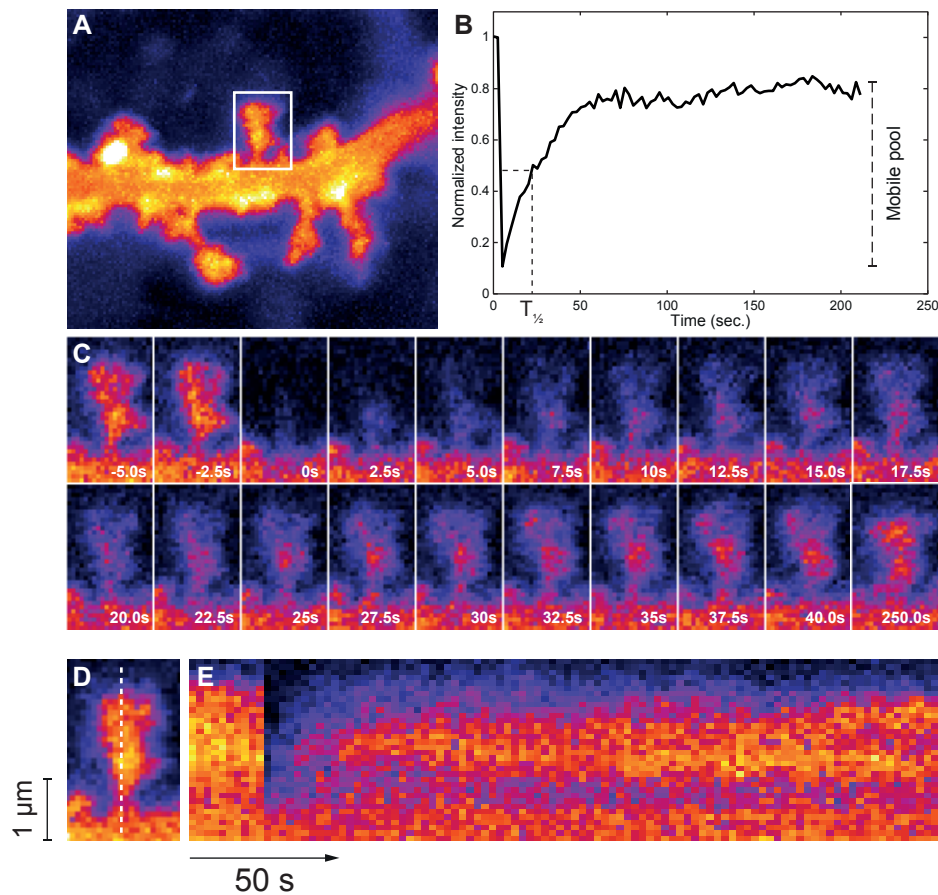 A
B
1
0.8
0.6
0.4
0.2
0
Normalized intensity
Mobile pool
0
50
100
150
200
250
T½
Time (sec.)
C
-5.0s
-2.5s
0s
2.5s
5.0s
7.5s
10s
12.5s
15.0s
17.5s
20.0s
22.5s
25s
27.5s
30s
32.5s
35s
37.5s
40.0s
250.0s
D
E
1 μm
50 s